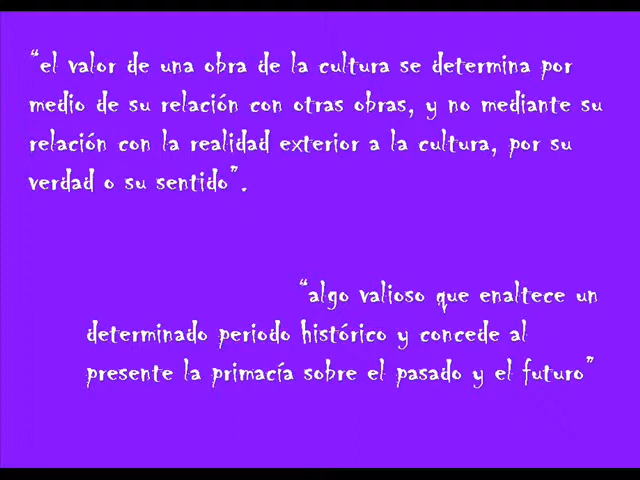 “el valor de una obra de la cultura se determina por
medio de su relación con otras obras, y no mediante su
relación con la realidad exterior a la cultura, por su
verdad o su sentido”.
“algo valioso que enaltece un
determinado periodo histórico y concede al
presente la primacía sobre el pasado y el futuro”